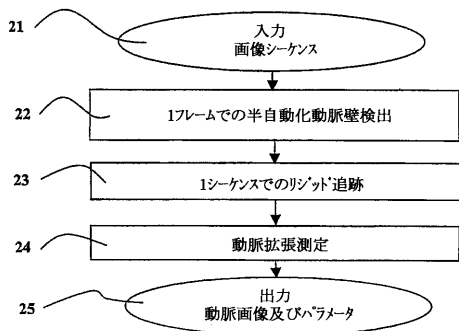 21
入力
画像シーケンス
22
1フレームでの半自動化動脈壁検出
23
1シーケンスでのリジッド追跡
24
動脈拡張測定
25
出力
動脈画像及びパラメータ